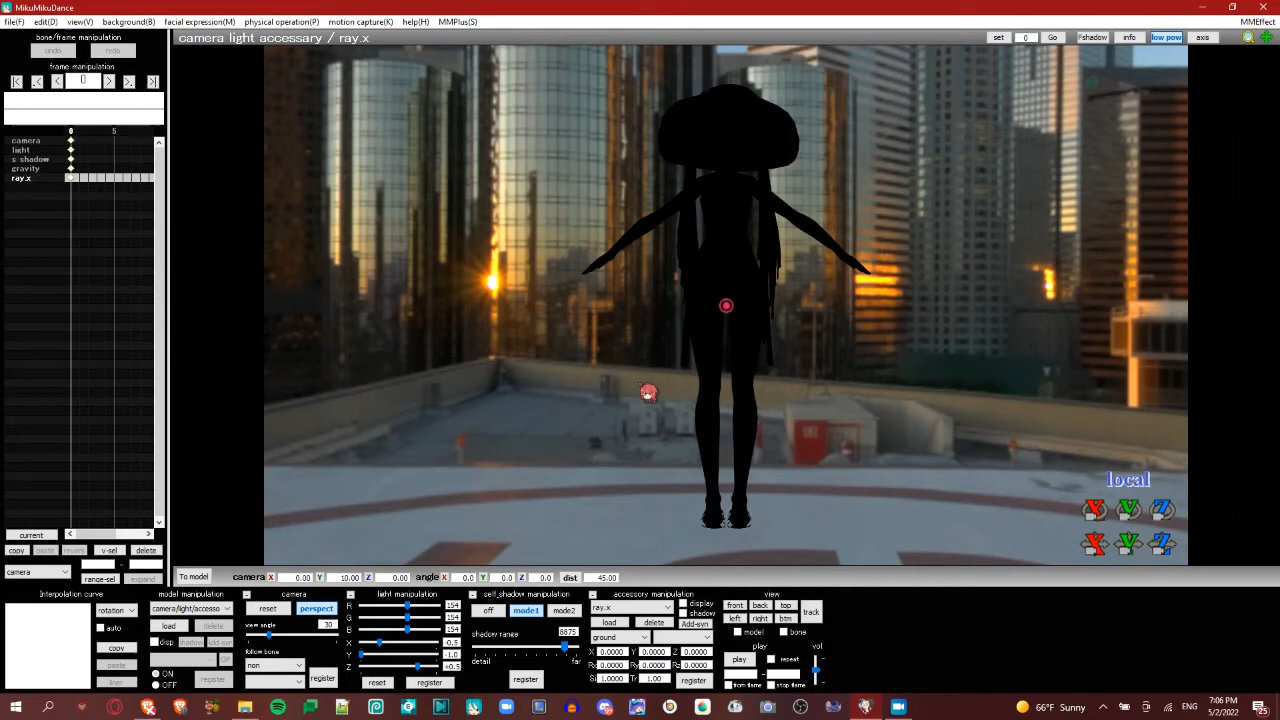 MikuMikuDance
file(F) edit(D) view(V) background(B) facial expression(M) physical operation(P) motion capture(K) help(H) MMPlus(S) MMEffect
bone/frame manipulation
undo redo
frame manipulation
0
camera light accessary / ray.x
set 0 Go Pshadow info low pow axis
0 5
camera
light
s shadow
gravity
ray.x
local
X Y Z
X Y Z
current
copy paste revers v-sel delete
camera
range-sel expand
To model camera X 0.00 Y 10.00 Z 0.00 angle X 0.0 Y 0.0 Z 0.0 dist 45.00
Interpolation curve
rotation
auto
copy
paste
liner
model manipulation
camera/light/accesso
load delete
disp shadow add-syn
OP
ON
OFF
register
camera
reset perspect
view angle 30
follow bone
non
register
light manipulation
R 154
G 154
B 154
X -0.5
Y -1.0
Z +0.5
reset register
self_shadow manipulation
off mode1 mode2
shadow range 8875
detail far
register
accessory manipulation
ray.x display
shadow
load delete Add-syn
ground
X 0.0000 Y 0.0000 Z 0.0000
Rx 0.0000 Ry 0.0000 Rz 0.0000
Si 1.0000 Tr 1.00 register
view
front back top
left right btm
track
model bone
play vol
play repeat
from flame stop flame
66°F Sunny
ENG
7:06 PM
5/2/2022
25